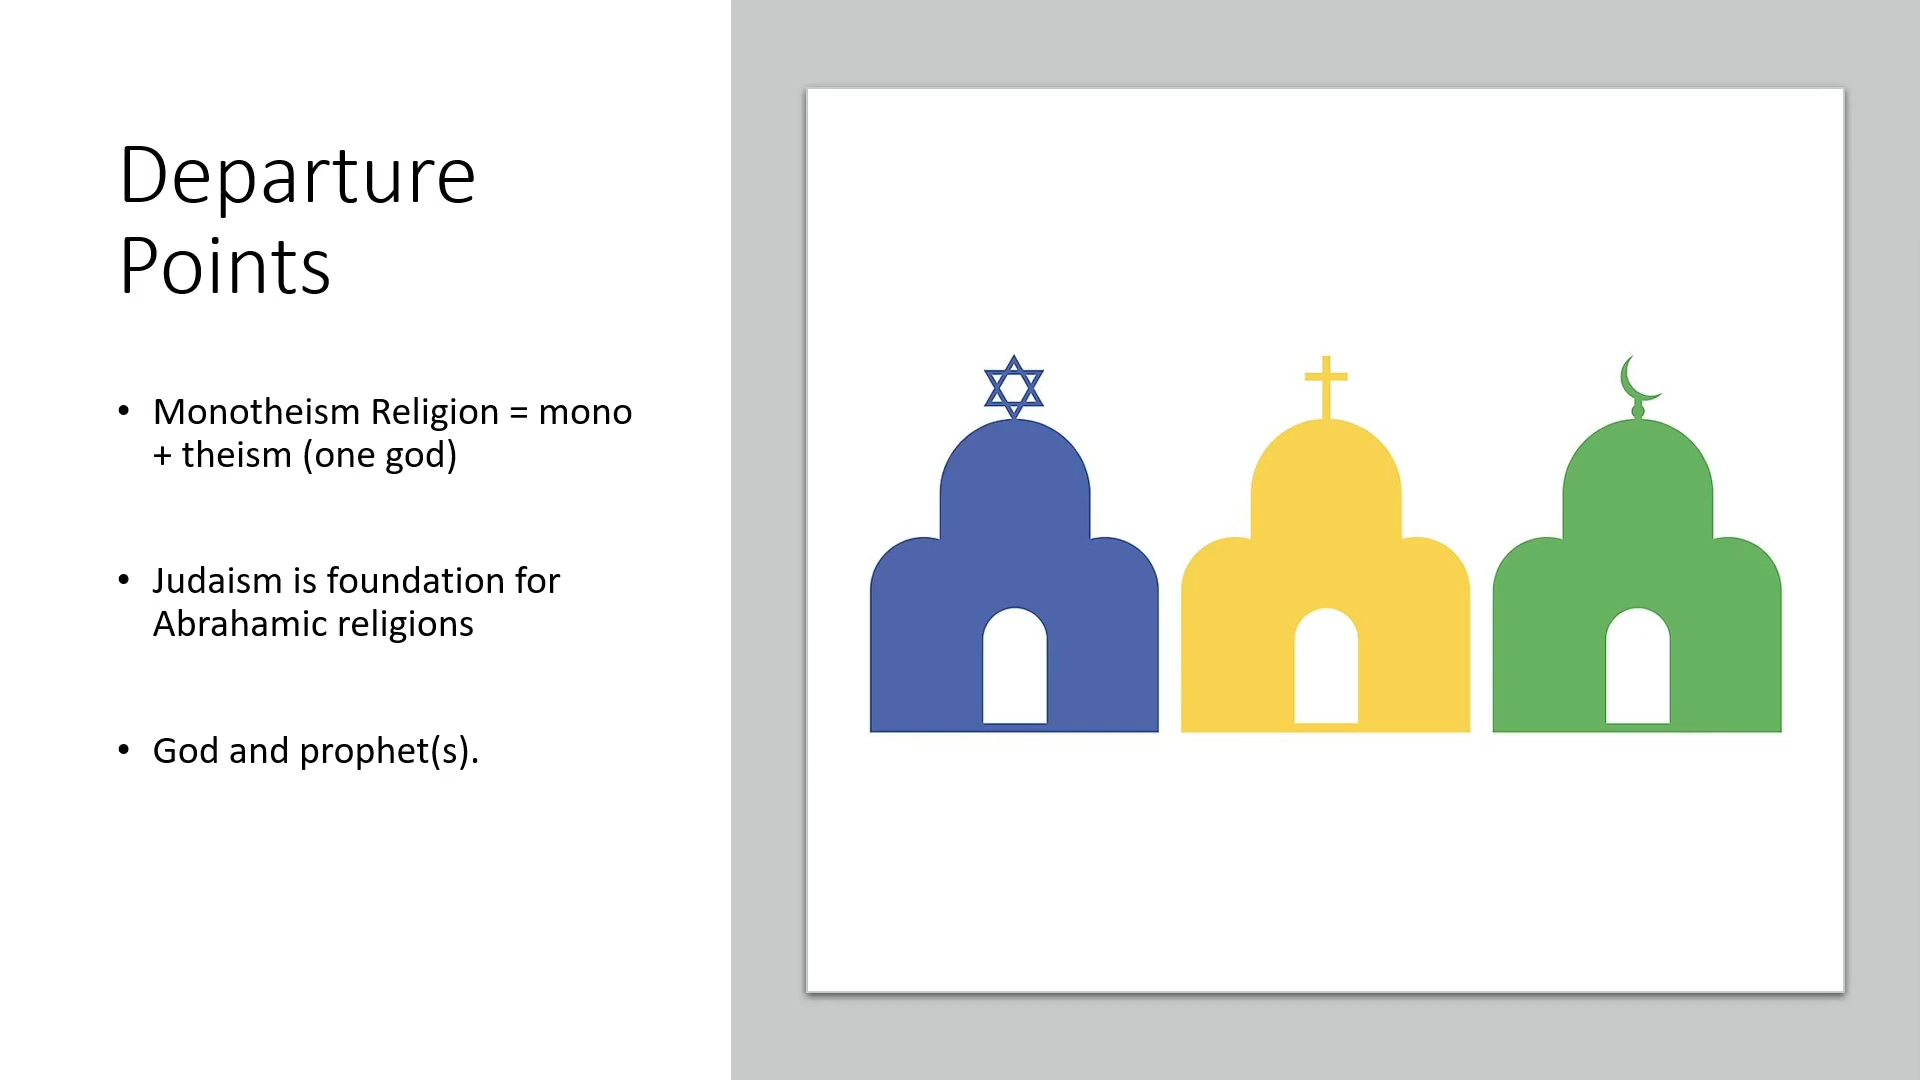 Departure
Points
• Monotheism Religion = mono
+ theism (one god)
• Judaism is foundation for
Abrahamic religions
• God and prophet(s).